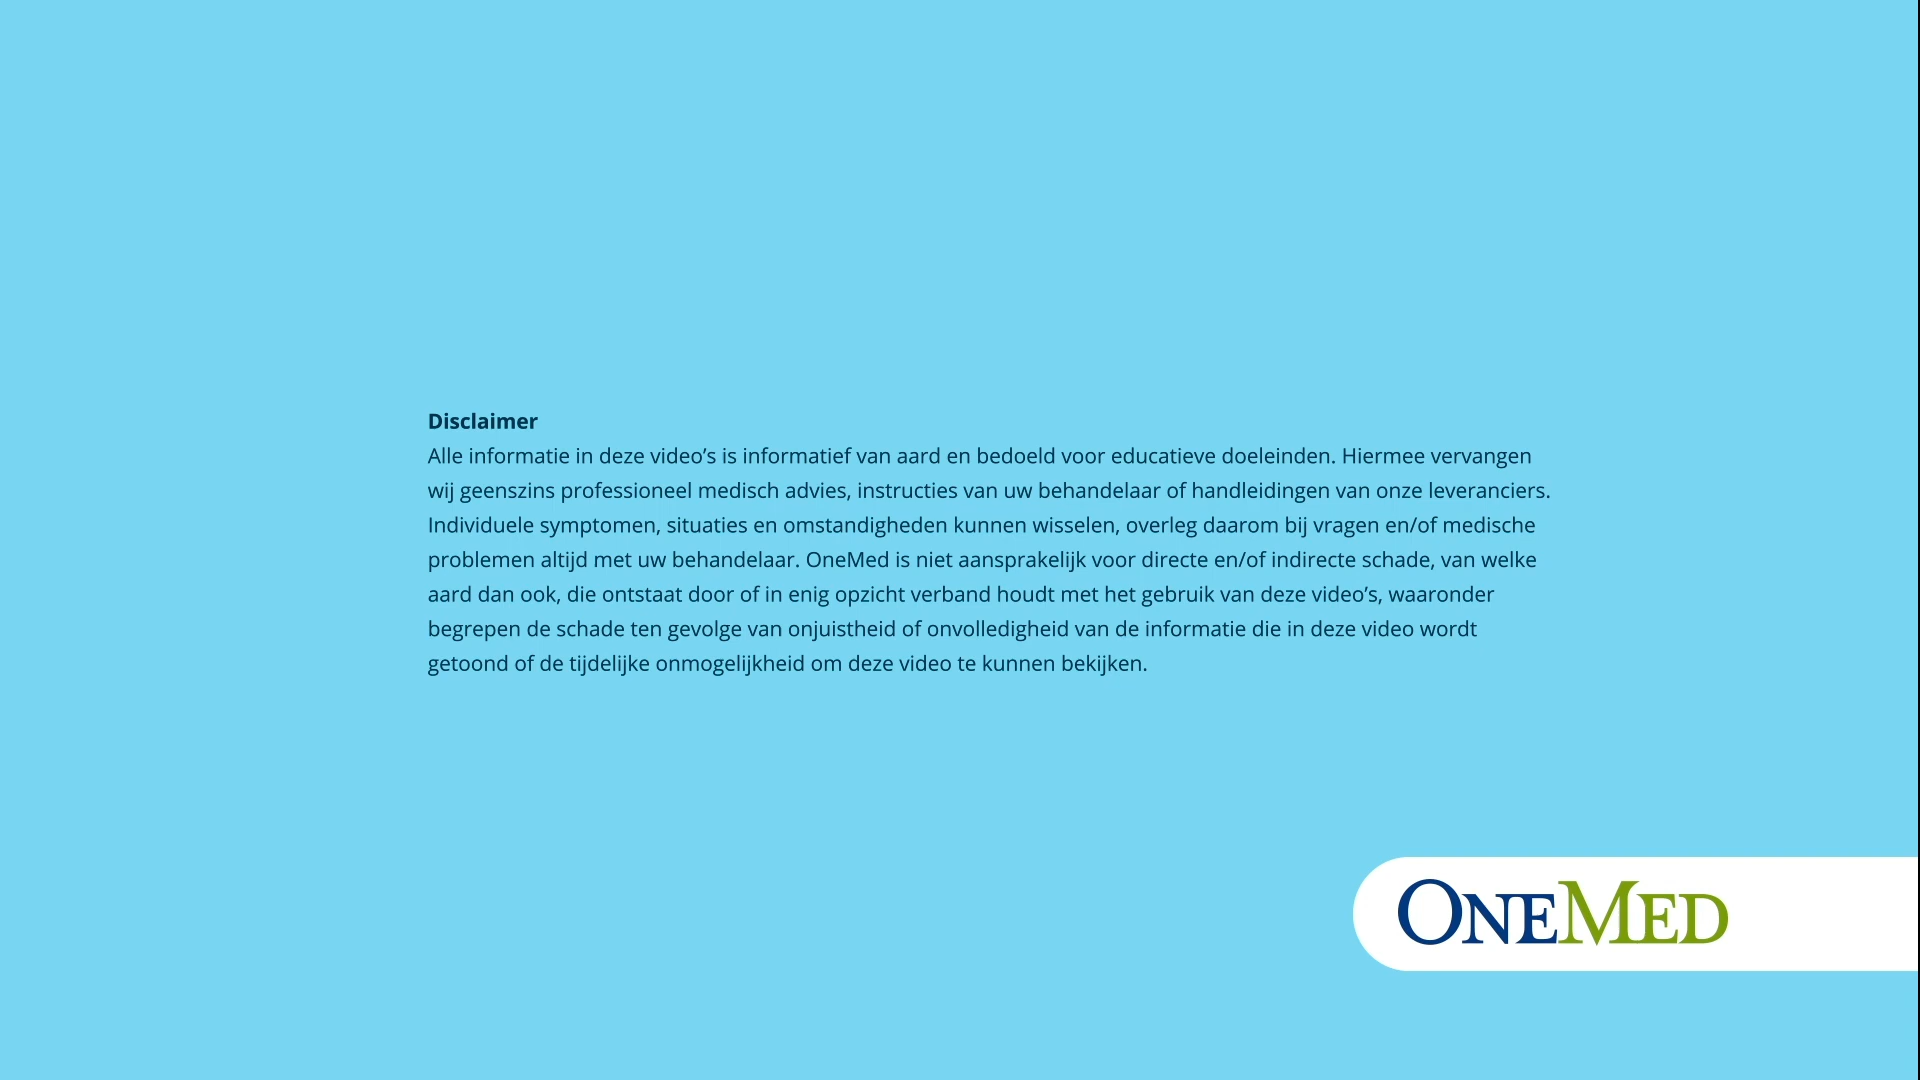 Disclaimer
Alle informatie in deze video’s is informatief van aard en bedoeld voor educatieve doeleinden. Hiermee vervangen
wij geenszins professioneel medisch advies, instructies van uw behandelaar of handleidingen van onze leveranciers.
Individuele symptomen, situaties en omstandigheden kunnen wisselen, overleg daarom bij vragen en/of medische
problemen altijd met uw behandelaar. OneMed is niet aansprakelijk voor directe en/of indirecte schade, van welke
aard dan ook, die ontstaat door of in enig opzicht verband houdt met het gebruik van deze video’s, waaronder
begrepen de schade ten gevolge van onjuistheid of onvolledigheid van de informatie die in deze video wordt
getoond of de tijdelijke onmogelijkheid om deze video te kunnen bekijken.
OneMed